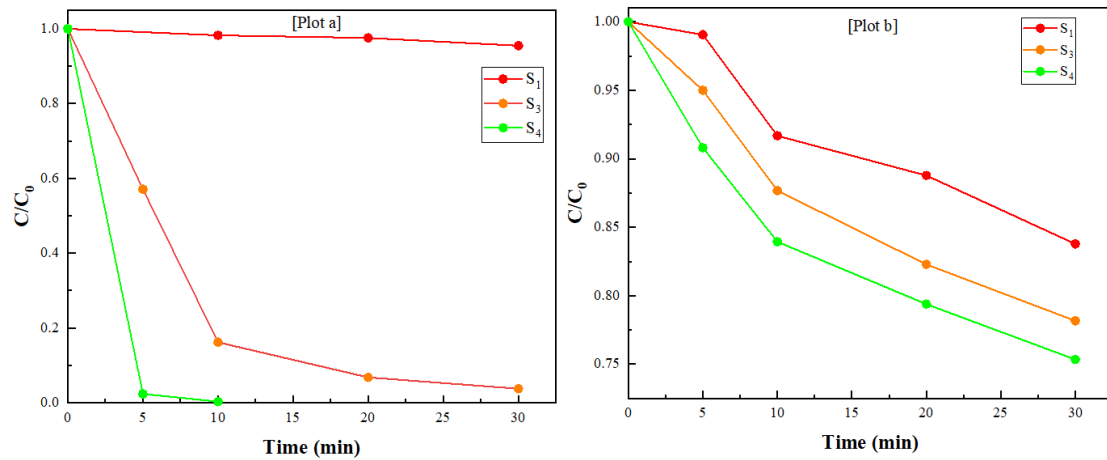 [Plot a]
1.0
0.8
0.6
0.4
0.2
0.0
C/C₀
S₁
S₃
S₄
0 5 10 15 20 25 30
Time (min)
[Plot b]
1.00
0.95
0.90
0.85
0.80
0.75
C/C₀
S₁
S₃
S₄
0 5 10 15 20 25 30
Time (min)